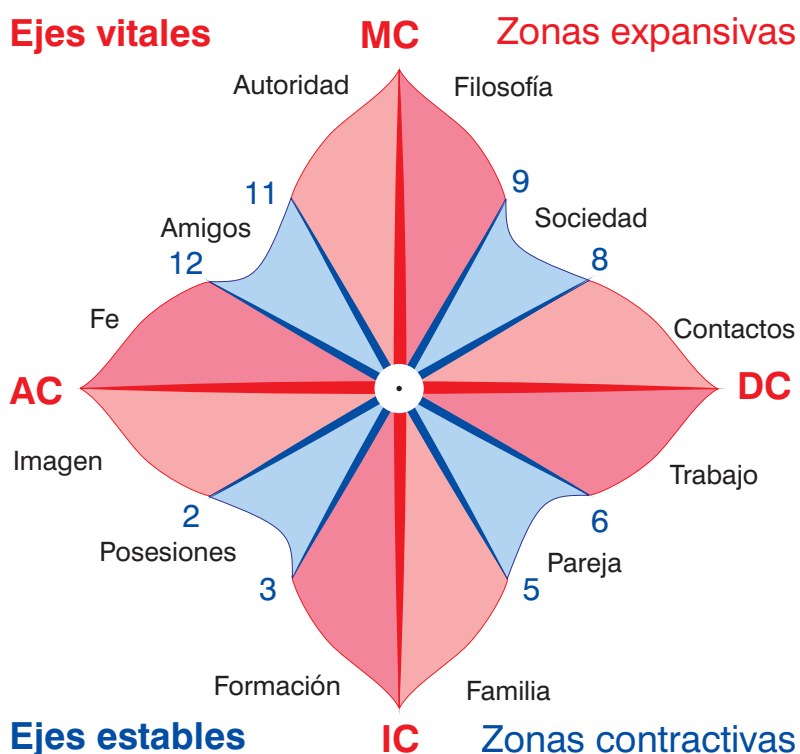 Ejes vitales
MC
Zonas expansivas
Autoridad
Filosofía
11
9
Amigos
Sociedad
12
8
Fe
Contactos
AC
DC
Imagen
Trabajo
2
6
Posesiones
Pareja
3
5
Formación
Familia
Ejes estables
IC
Zonas contractivas